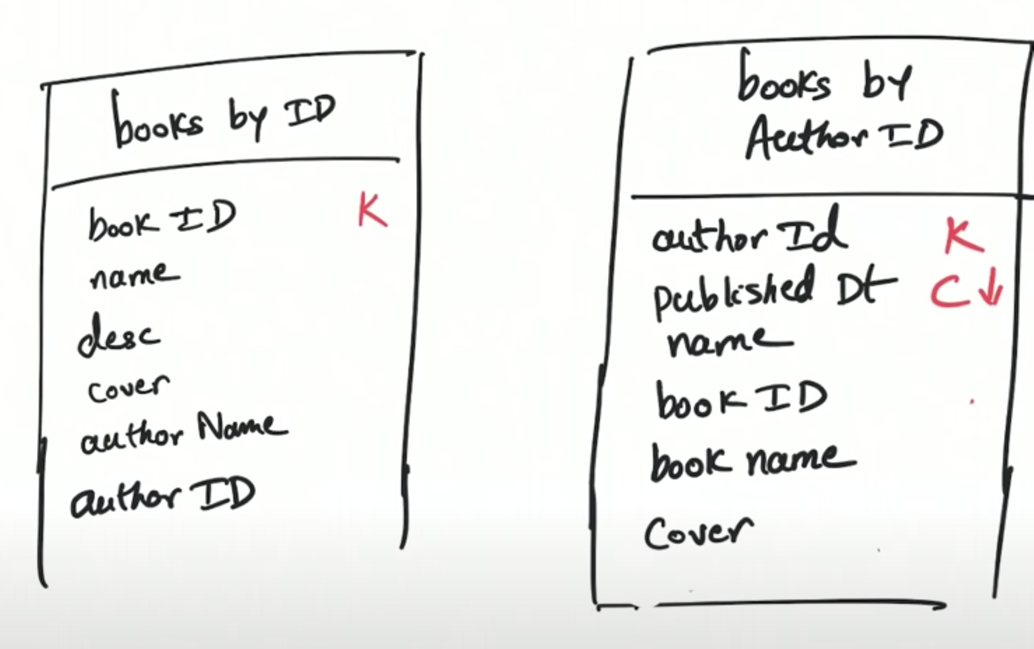 books by ID
book ID K
name
desc
cover
author Name
author ID
books by
Author ID
author Id K
published Dt C ↓
name
book ID
book name
Cover